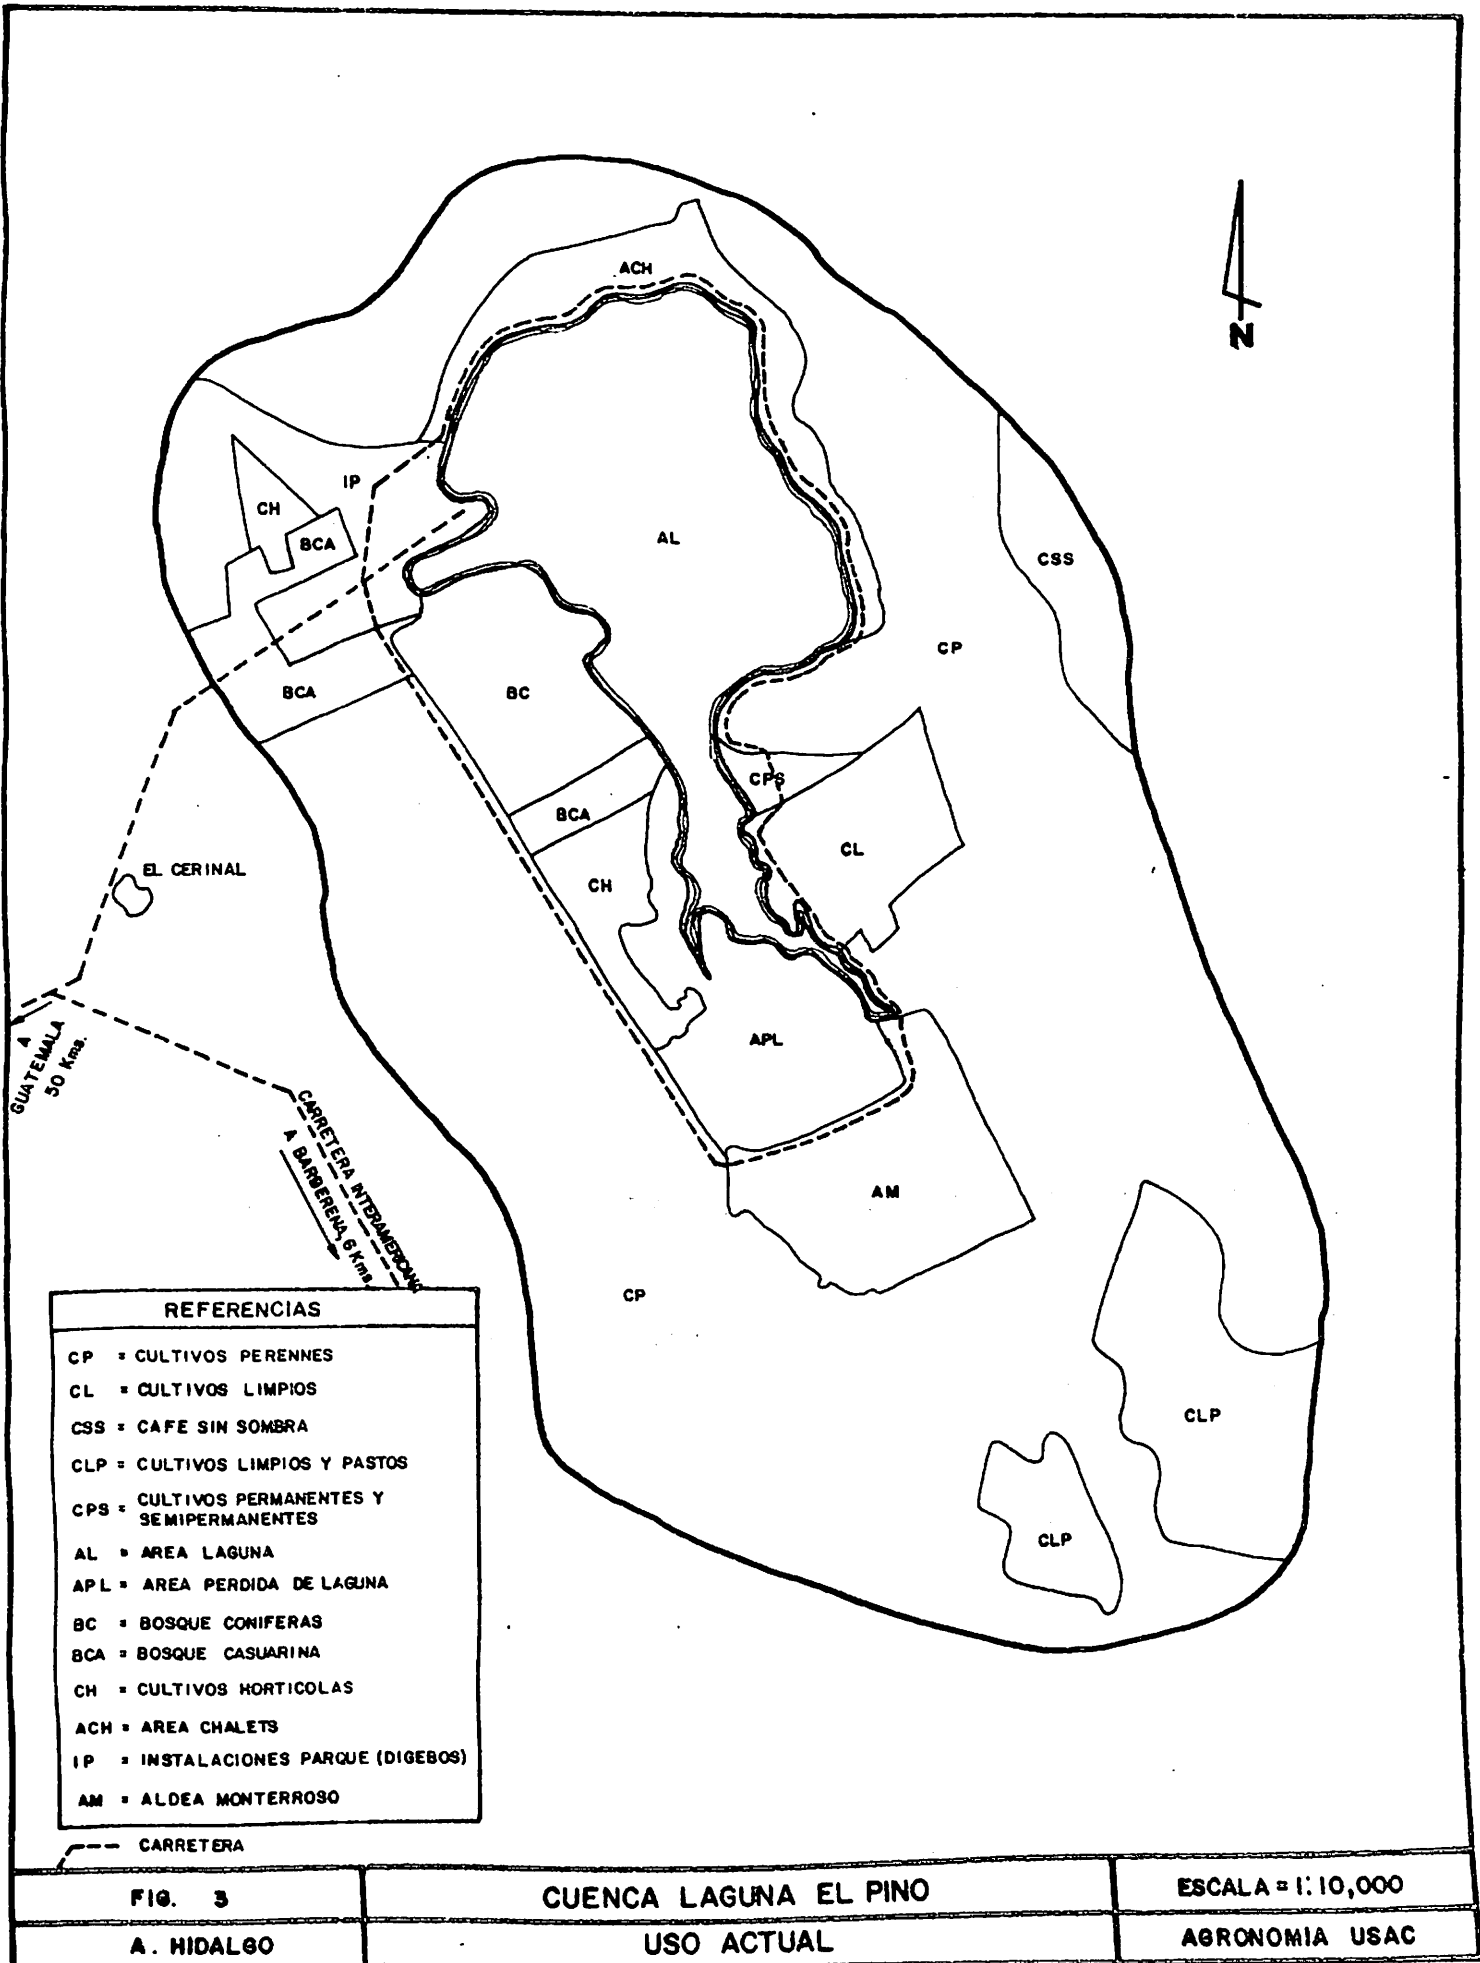 ACH
N
IP
CH
BCA
AL
CSS
CP
BCA
BC
CPS
BCA
CL
EL CERINAL
CH
A
GUATEMALA
50 Kms.
APL
CARRETERA INTERAMERICANA
A BARBERENA, 6 Kms.
AM
CP
CLP
CLP
REFERENCIAS
CP = CULTIVOS PERENNES
CL = CULTIVOS LIMPIOS
CSS = CAFE SIN SOMBRA
CLP = CULTIVOS LIMPIOS Y PASTOS
CPS = CULTIVOS PERMANENTES Y
SEMIPERMANENTES
AL = AREA LAGUNA
APL = AREA PERDIDA DE LAGUNA
BC = BOSQUE CONIFERAS
BCA = BOSQUE CASUARINA
CH = CULTIVOS HORTICOLAS
ACH = AREA CHALETS
IP = INSTALACIONES PARQUE (DIGEBOS)
AM = ALDEA MONTERROSO
CARRETERA
FIG. 3
CUENCA LAGUNA EL PINO
ESCALA = 1:10,000
A. HIDALGO
USO ACTUAL
AGRONOMIA USAC